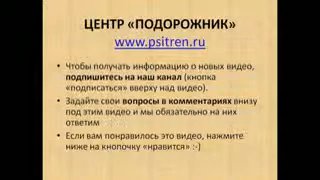 ЦЕНТР «ПОДОРОЖНИК»
www.psitren.ru
• Чтобы получать информацию о новых видео,
подпишитесь на наш канал (кнопка
«подписаться» вверху над видео).
• Задайте свои вопросы в комментариях внизу
под этим видео и мы обязательно на них
ответим
• Если вам понравилось это видео, нажмите
ниже на кнопочку «нравится» :-)